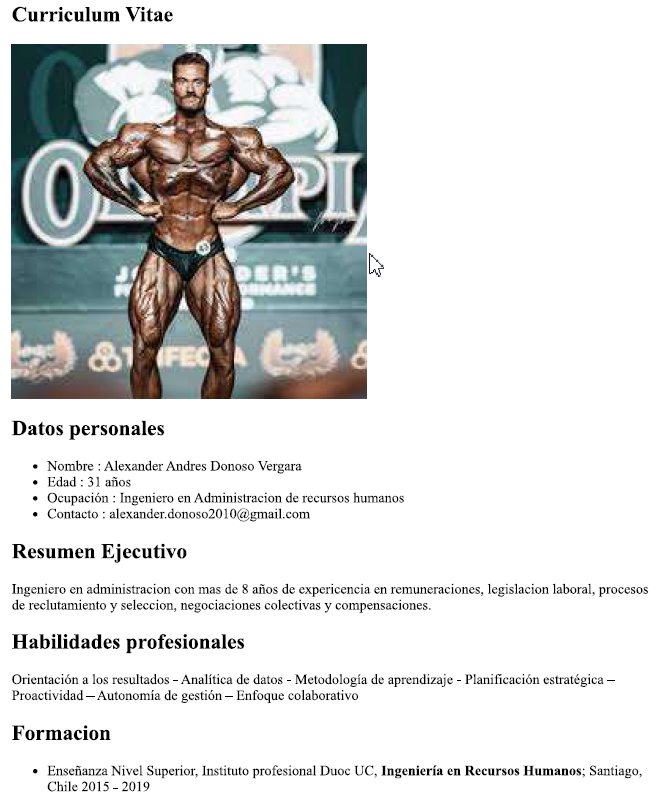 Curriculum Vitae
OLYMPIA
TRIFECTA
Datos personales
• Nombre : Alexander Andres Donoso Vergara
• Edad : 31 años
• Ocupación : Ingeniero en Administracion de recursos humanos
• Contacto : alexander.donoso2010@gmail.com
Resumen Ejecutivo
Ingeniero en administracion con mas de 8 años de expericencia en remuneraciones, legislacion laboral, procesos
de reclutamiento y seleccion, negociaciones colectivas y compensaciones.
Habilidades profesionales
Orientación a los resultados - Analítica de datos - Metodología de aprendizaje - Planificación estratégica –
Proactividad – Autonomía de gestión – Enfoque colaborativo
Formacion
• Enseñanza Nivel Superior, Instituto profesional Duoc UC, Ingeniería en Recursos Humanos; Santiago,
Chile 2015 - 2019